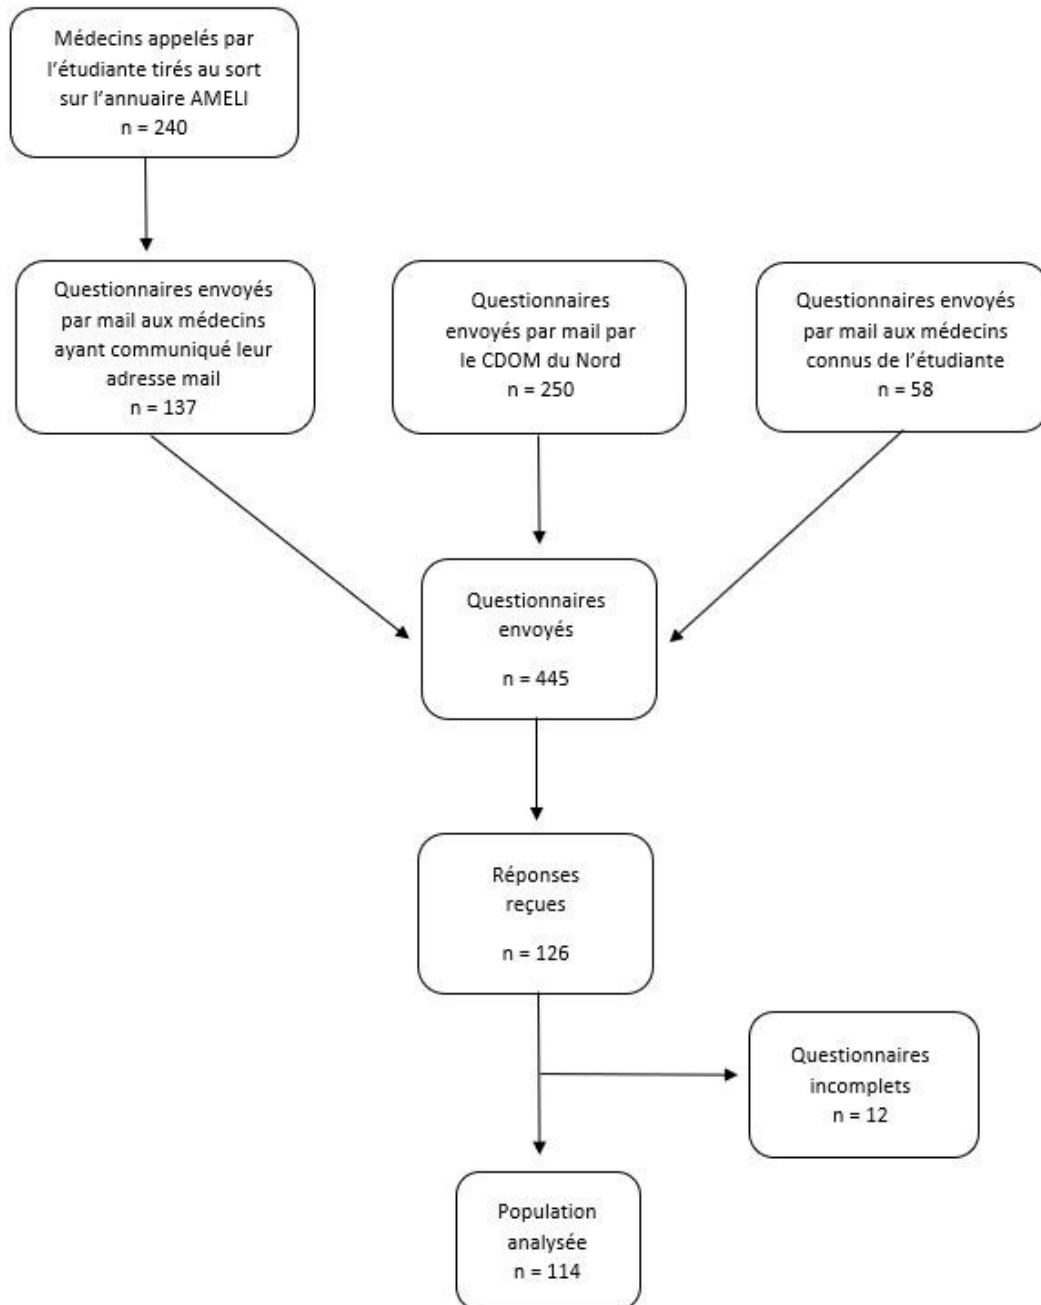 Médecins appelés par
l'étudiante tirés au sort
sur l'annuaire AMELI
n = 240
Questionnaires envoyés
par mail aux médecins
ayant communiqué leur
adresse mail
n = 137
Questionnaires
envoyés par mail par
le CDOM du Nord
n = 250
Questionnaires envoyés
par mail aux médecins
connus de l'étudiante
n = 58
Questionnaires
envoyés
n = 445
Réponses
reçues
n = 126
Questionnaires
incomplets
n = 12
Population
analysée
n = 114